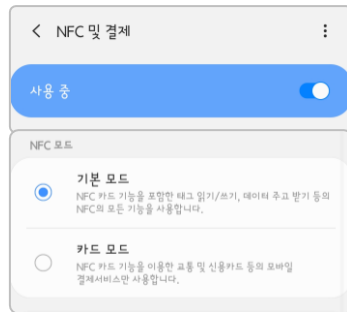 NFC 및 결제
사용 중
NFC 모드
기본 모드
NFC 카드 기능을 포함한 태그 읽기/쓰기, 데이터 주고 받기 등의
NFC의 모든 기능을 사용합니다.
카드 모드
NFC 카드 기능을 이용한 교통 및 신용카드 등의 모바일
결제서비스만 사용합니다.